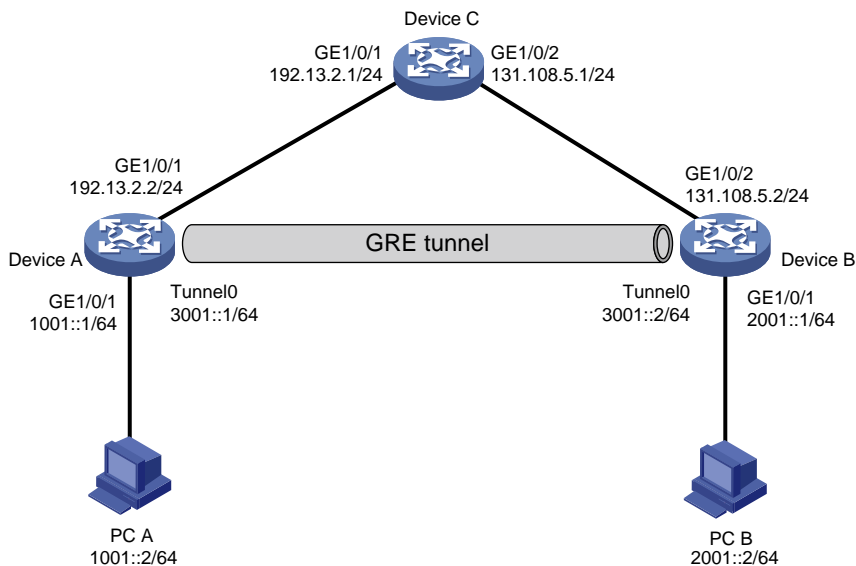 Device C
GE1/0/1
192.13.2.1/24
GE1/0/2
131.108.5.1/24
GE1/0/1
192.13.2.2/24
GE1/0/2
131.108.5.2/24
Device A
GRE tunnel
Device B
GE1/0/1
1001::1/64
Tunnel0
3001::1/64
Tunnel0
3001::2/64
GE1/0/1
2001::1/64
PC A
1001::2/64
PC B
2001::2/64